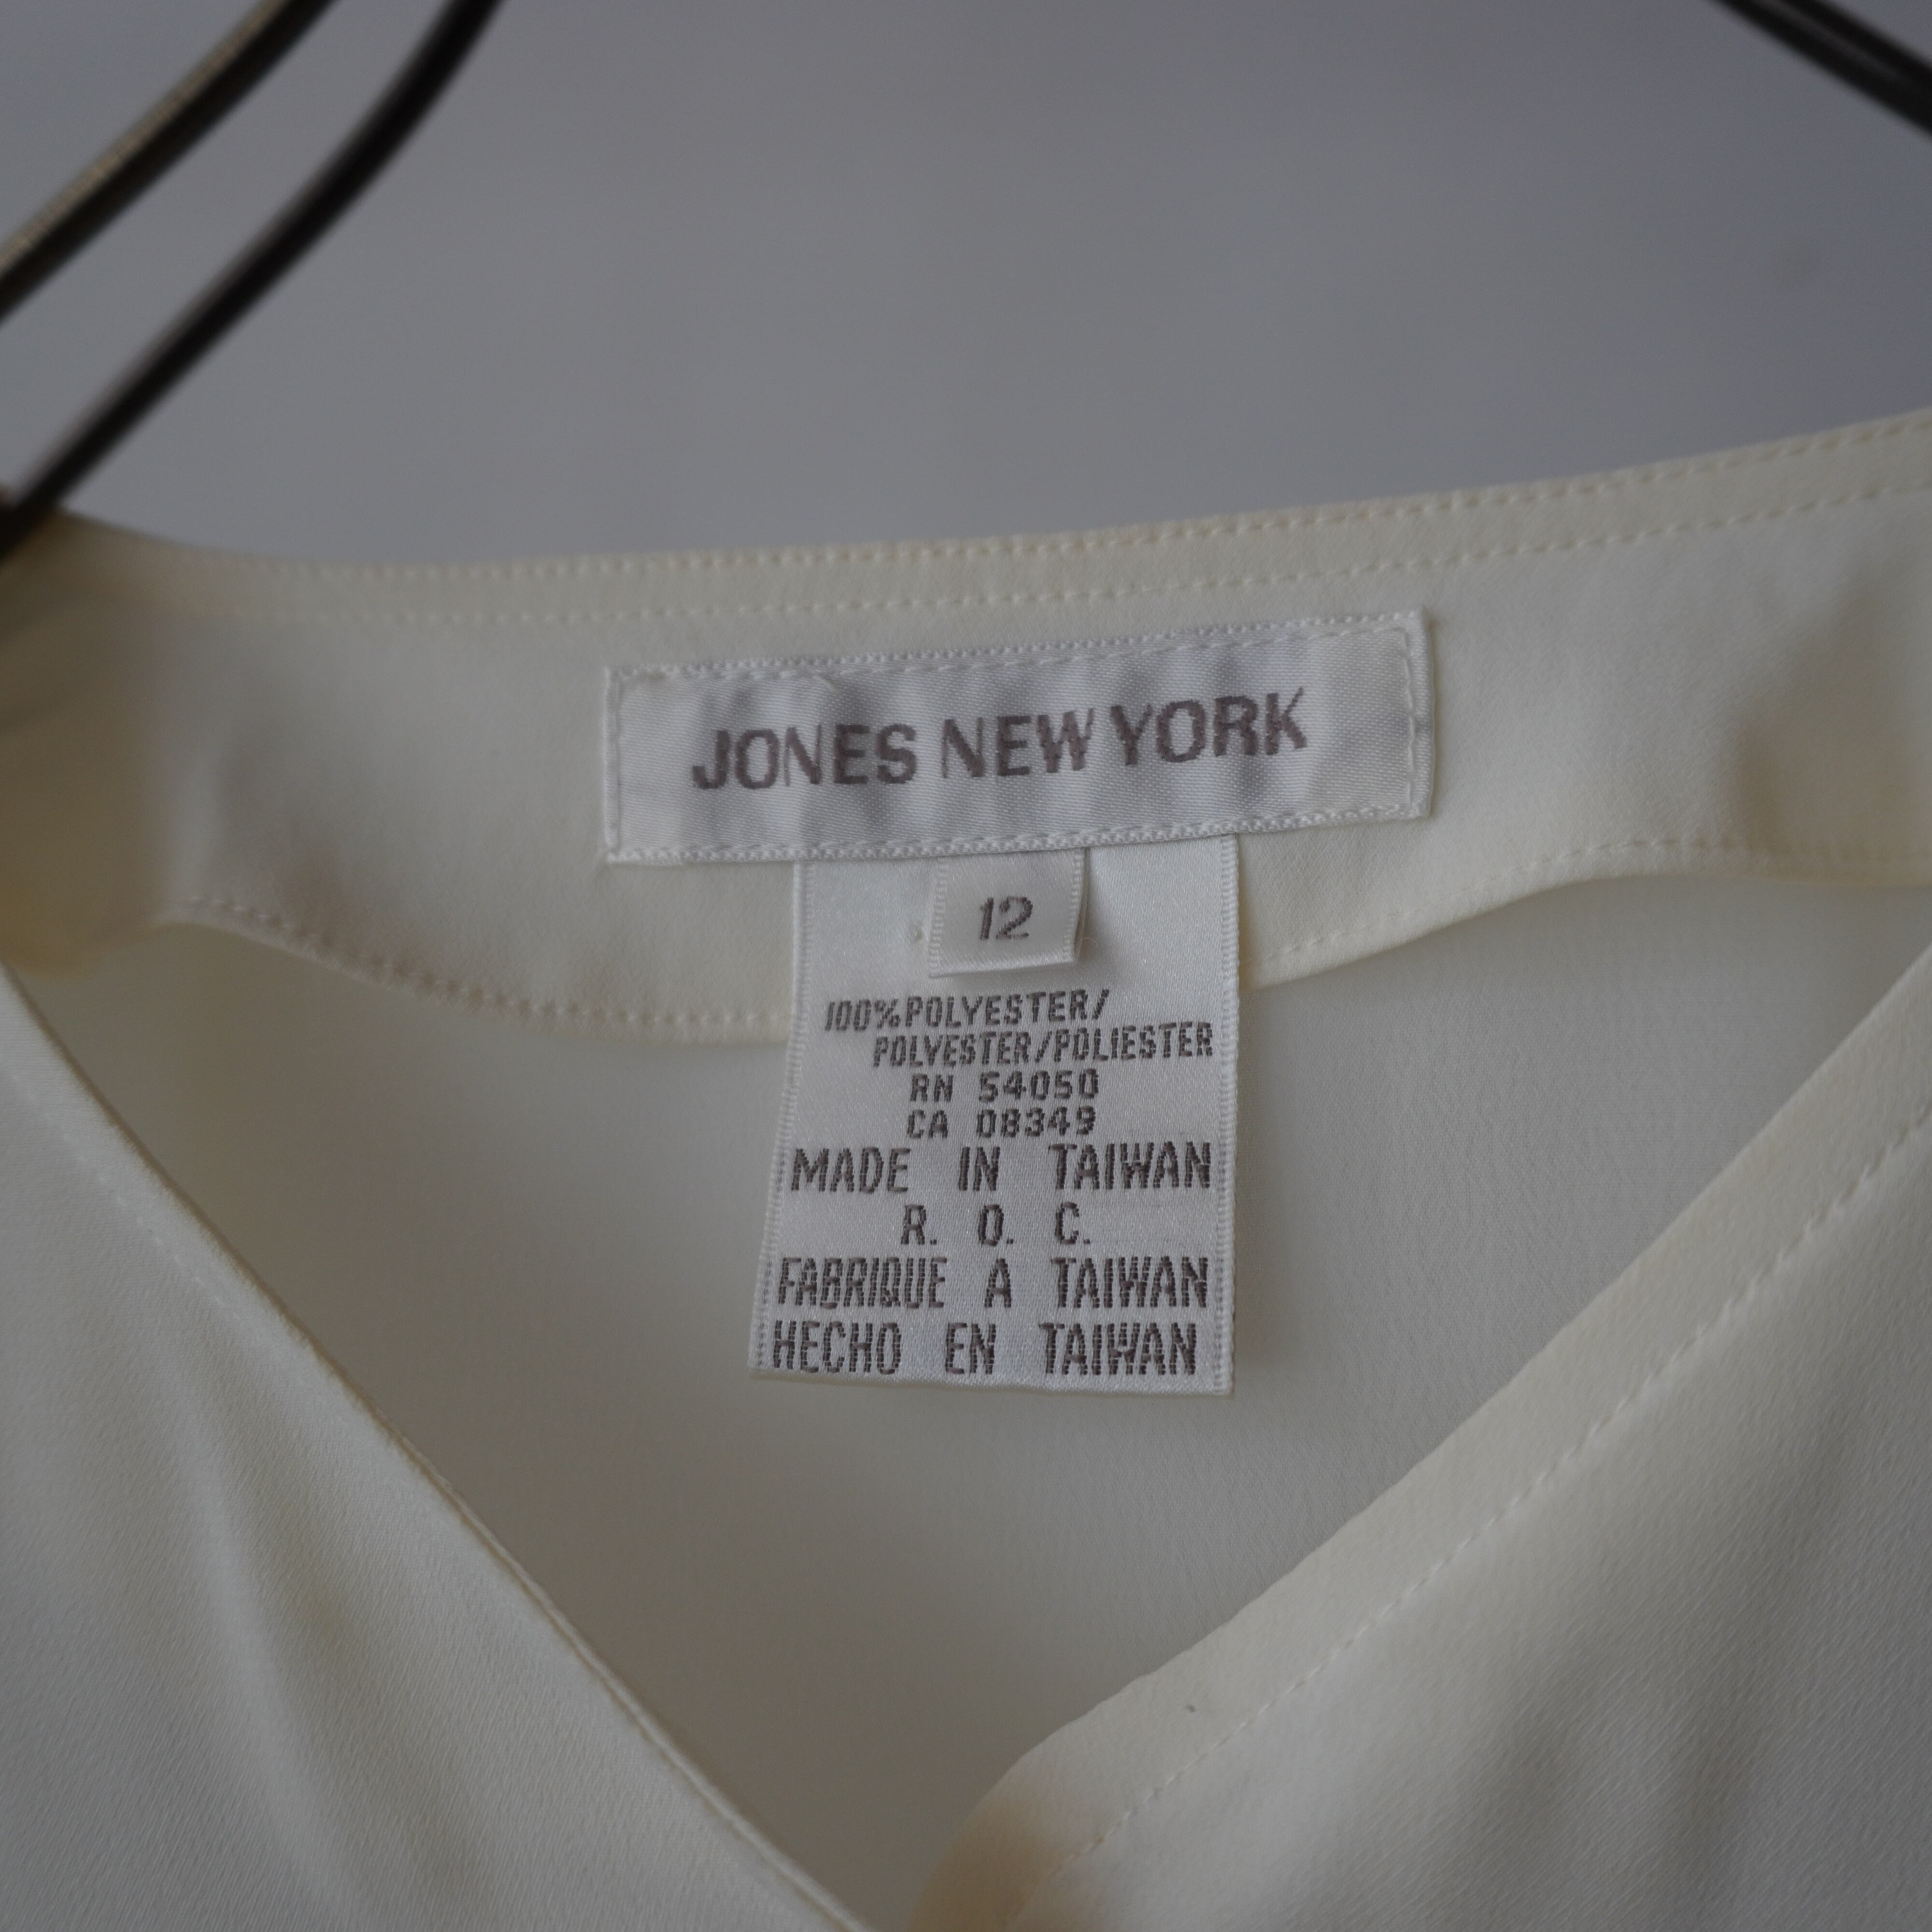 JONES NEW YORK
12
100% POLYESTER/
POLYESTER/POLIESTER
RN 54050
CA 08349
MADE IN TAIWAN
R. O. C.
FABRIQUE A TAIWAN
HECHO EN TAIWAN